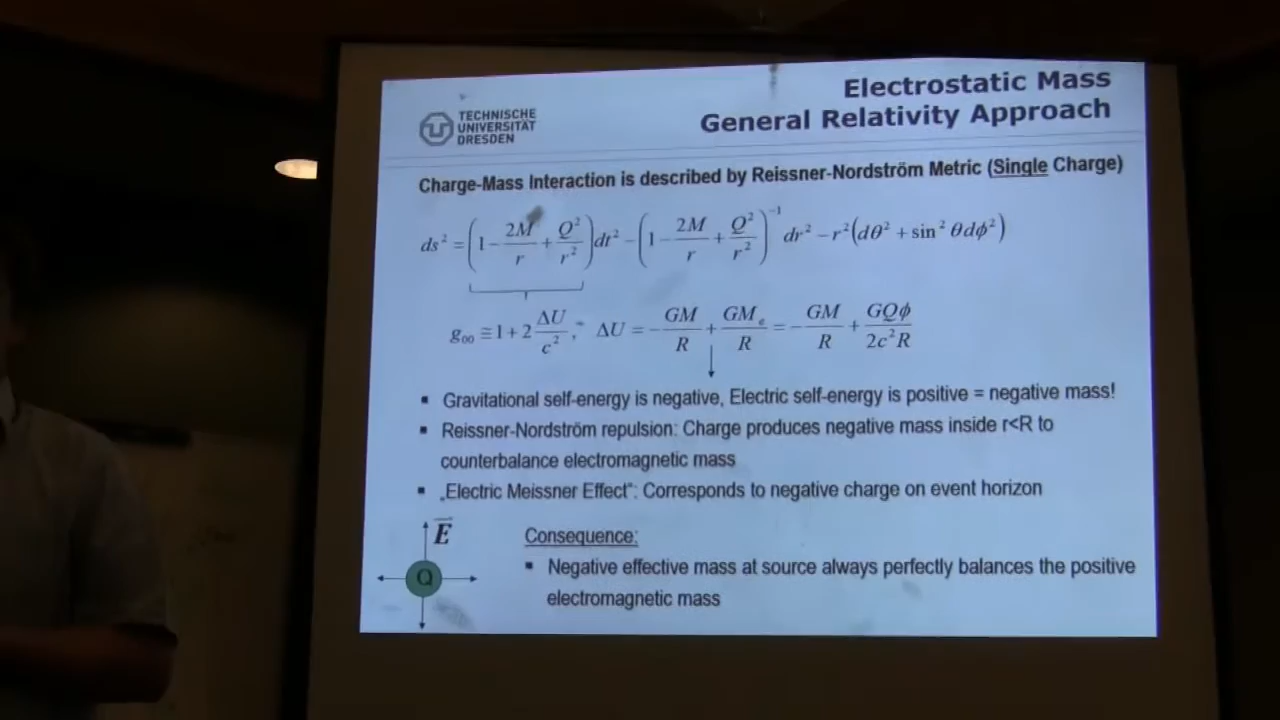 TECHNISCHE
UNIVERSITÄT
DRESDEN
Electrostatic Mass
General Relativity Approach
Charge-Mass Interaction is described by Reissner-Nordström Metric (Single Charge)
ds² = (1 - 2M/r + Q²/r²)dt² - (1 - 2M/r + Q²/r²)⁻¹ dr² - r²(dθ² + sin² θdϕ²)
g₀₀ ≅ 1 + 2 ΔU/c², ΔU = - GM/R + GMₑ/R = - GM/R + GQϕ/2c²R
▪ Gravitational self-energy is negative, Electric self-energy is positive = negative mass!
▪ Reissner-Nordström repulsion: Charge produces negative mass inside r<R to
counterbalance electromagnetic mass
▪ „Electric Meissner Effect“: Corresponds to negative charge on event horizon
E
Q
Consequence:
▪ Negative effective mass at source always perfectly balances the positive
electromagnetic mass